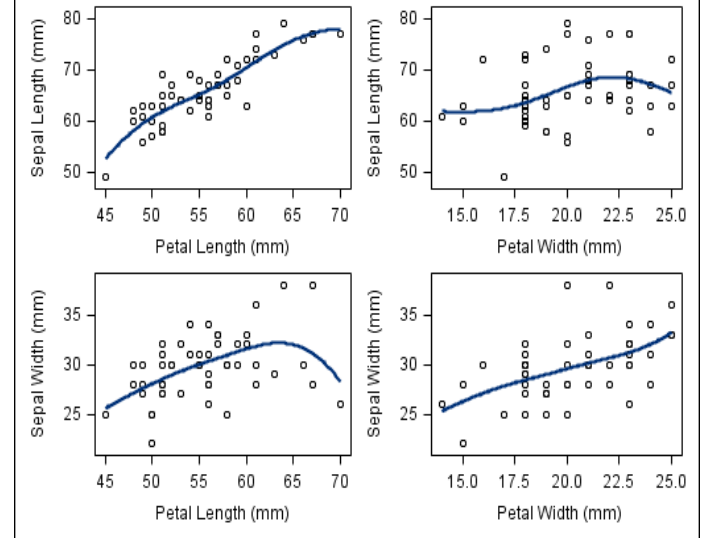 80
70
60
50
Sepal Length (mm)
45 50 55 60 65 70
Petal Length (mm)
80
70
60
50
Sepal Length (mm)
15.0 17.5 20.0 22.5 25.0
Petal Width (mm)
35
30
25
Sepal Width (mm)
45 50 55 60 65 70
Petal Length (mm)
35
30
25
Sepal Width (mm)
15.0 17.5 20.0 22.5 25.0
Petal Width (mm)